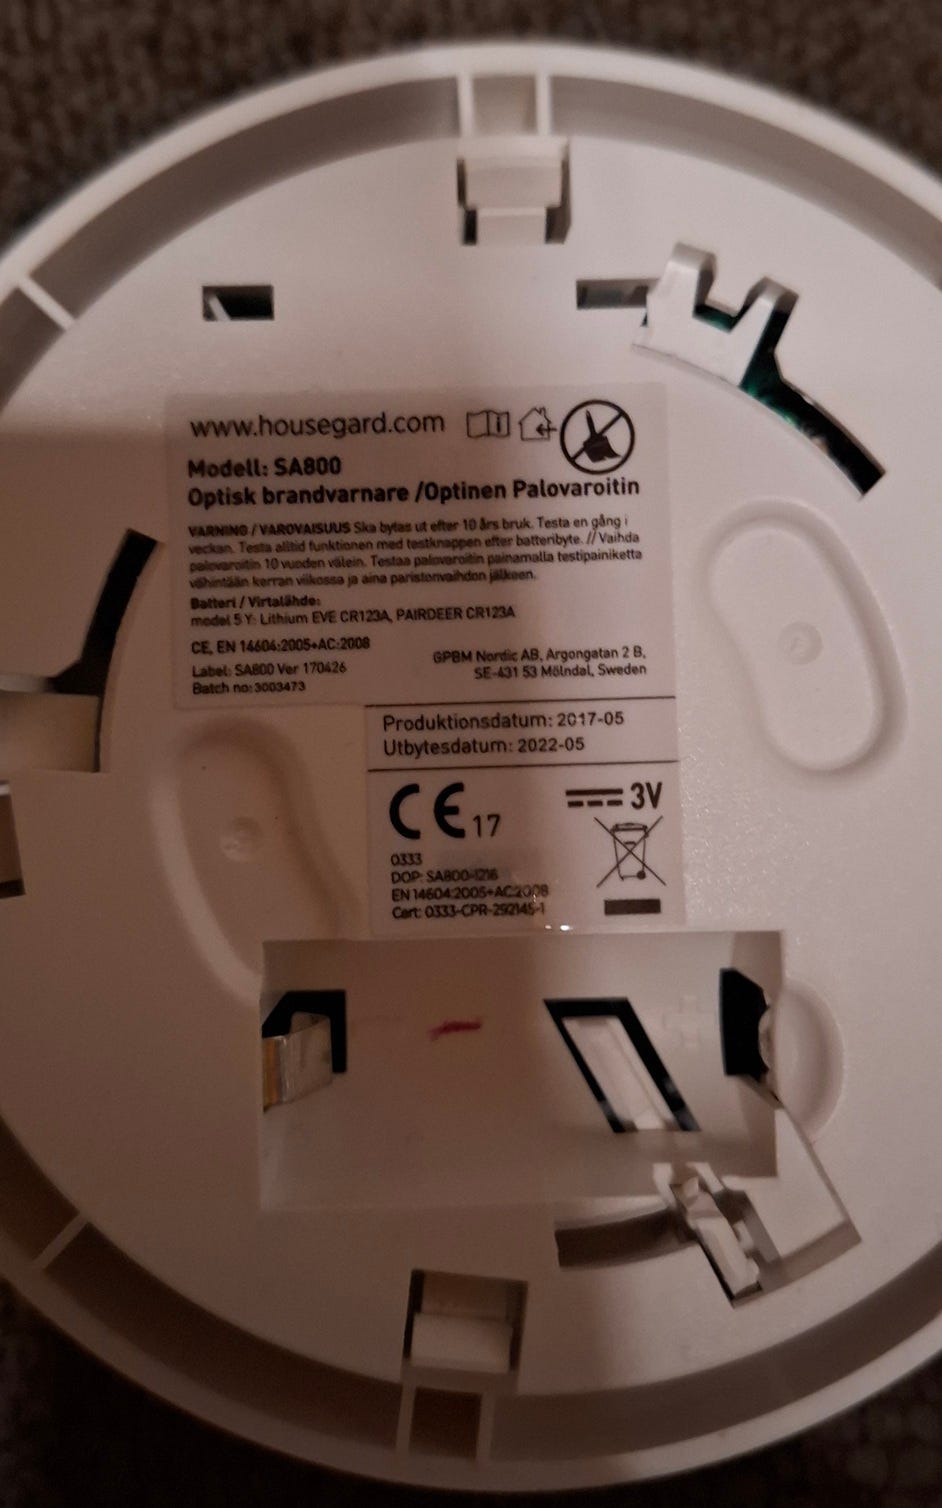 www.housegard.com
Modell: SA800
Optisk brandvarnare /Optinen Palovaroitin
VARNING / VAROVAISUUS Ska bytas ut efter 10 års bruk. Testa en gång i
veckan. Testa alltid funktionen med testknappen efter batteribyte. // Vaihda
palovaroitin 10 vuoden välein. Testaa palovaroitin painamalla testipainiketta
vähintään kerran viikossa ja aina paristonvaihdon jälkeen.
Batteri / Virtalähde:
model 5 Y: Lithium EVE CR123A, PAIRDEER CR123A
CE, EN 14604:2005+AC:2008
Label: SA800 Ver 170426
Batch no: 3003473
GPBM Nordic AB, Argongatan 2 B,
SE-431 53 Mölndal, Sweden
Produktionsdatum: 2017-05
Utbytesdatum: 2022-05
CE 17
3V
0333
DOP: SA800-1216
EN 14604:2005+AC:2008
Cert: 0333-CPR-292145-1